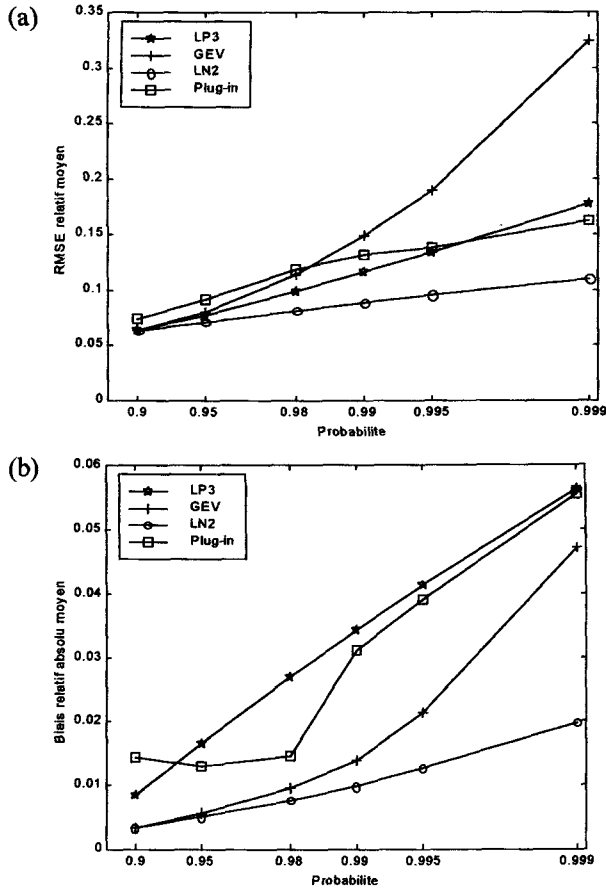 (a)
LP3
GEV
LN2
Plug-in
0.35
0.3
0.25
0.2
0.15
0.1
0.05
0
RMSE relatif moyen
0.9 0.95 0.98 0.99 0.995 0.999
Probabilite
(b)
LP3
GEV
LN2
Plug-in
0.06
0.05
0.04
0.03
0.02
0.01
0
Biais relatif absolu moyen
0.9 0.95 0.98 0.99 0.995 0.999
Probabilite